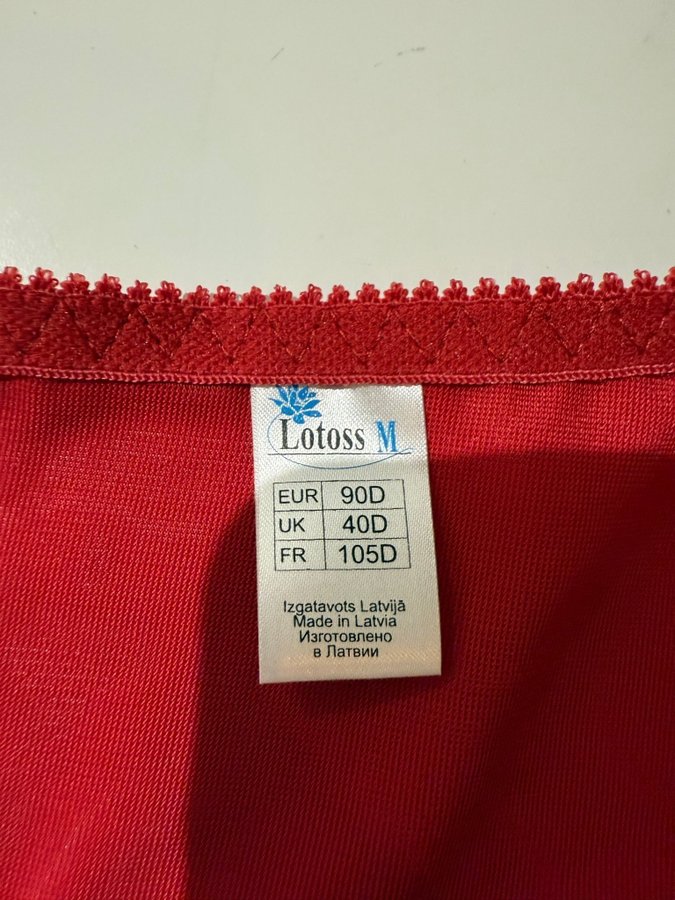 Lotoss M
EUR 90D
UK 40D
FR 105D
Izgatavots Latvijā
Made in Latvia
Изготовлено
в Латвии